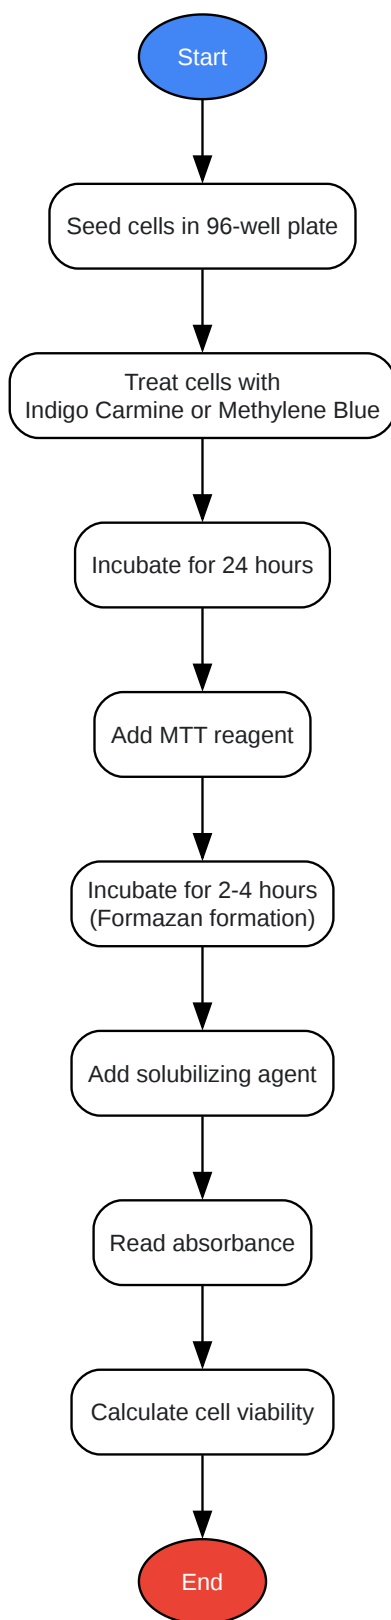 Start
Seed cells in 96-well plate
Treat cells with
Indigo Carmine or Methylene Blue
Incubate for 24 hours
Add MTT reagent
Incubate for 2-4 hours
(Formazan formation)
Add solubilizing agent
Read absorbance
Calculate cell viability
End